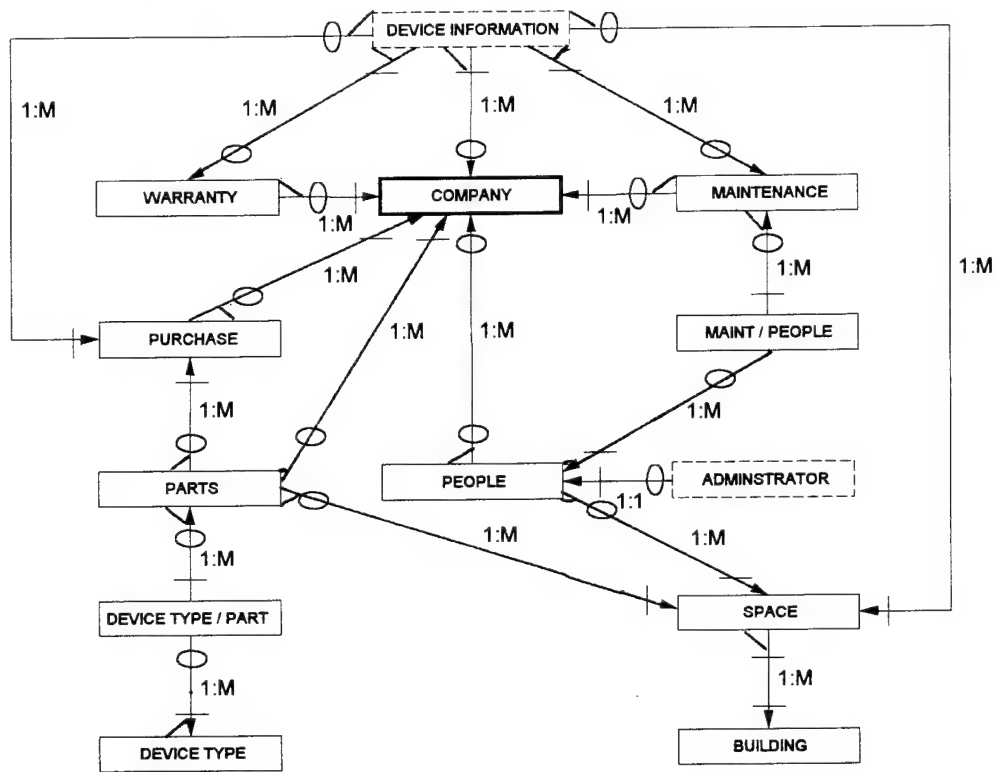 DEVICE INFORMATION
1:M
1:M
1:M
1:M
WARRANTY
COMPANY
MAINTENANCE
1:M
1:M
1:M
1:M
1:M
PURCHASE
1:M
1:M
MAINT / PEOPLE
1:M
1:M
PARTS
PEOPLE
ADMINSTRATOR
1:1
1:M
1:M
1:M
DEVICE TYPE / PART
SPACE
1:M
1:M
DEVICE TYPE
BUILDING